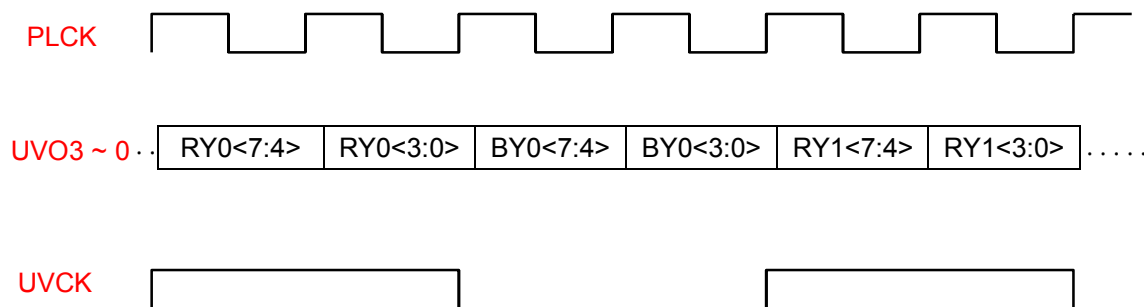 PLCK
UVO3 ~ 0 . . RY0<7:4> RY0<3:0> BY0<7:4> BY0<3:0> RY1<7:4> RY1<3:0> . . . . .
UVCK